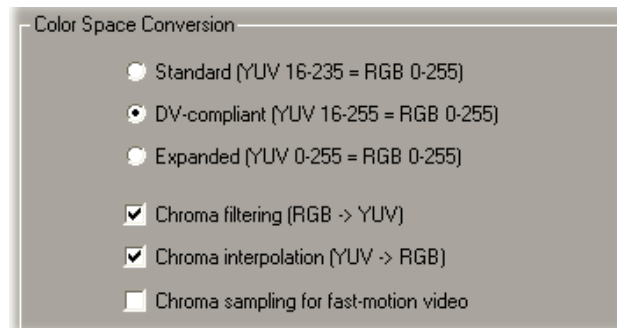 Color Space Conversion
Standard (YUV 16-235 = RGB 0-255)
DV-compliant (YUV 16-255 = RGB 0-255)
Expanded (YUV 0-255 = RGB 0-255)
Chroma filtering (RGB -> YUV)
Chroma interpolation (YUV -> RGB)
Chroma sampling for fast-motion video